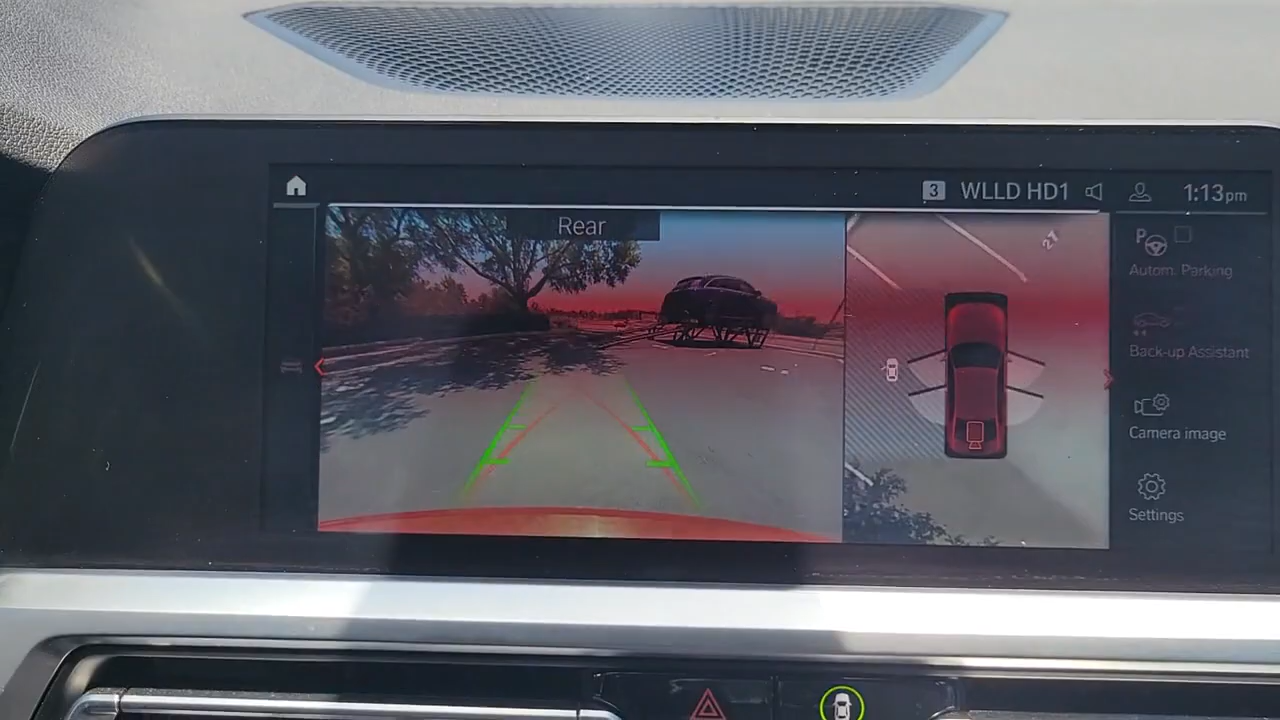 3 WLLD HD1 1:13pm
Rear
P
Autom. Parking
Back-up Assistant
Camera image
Settings